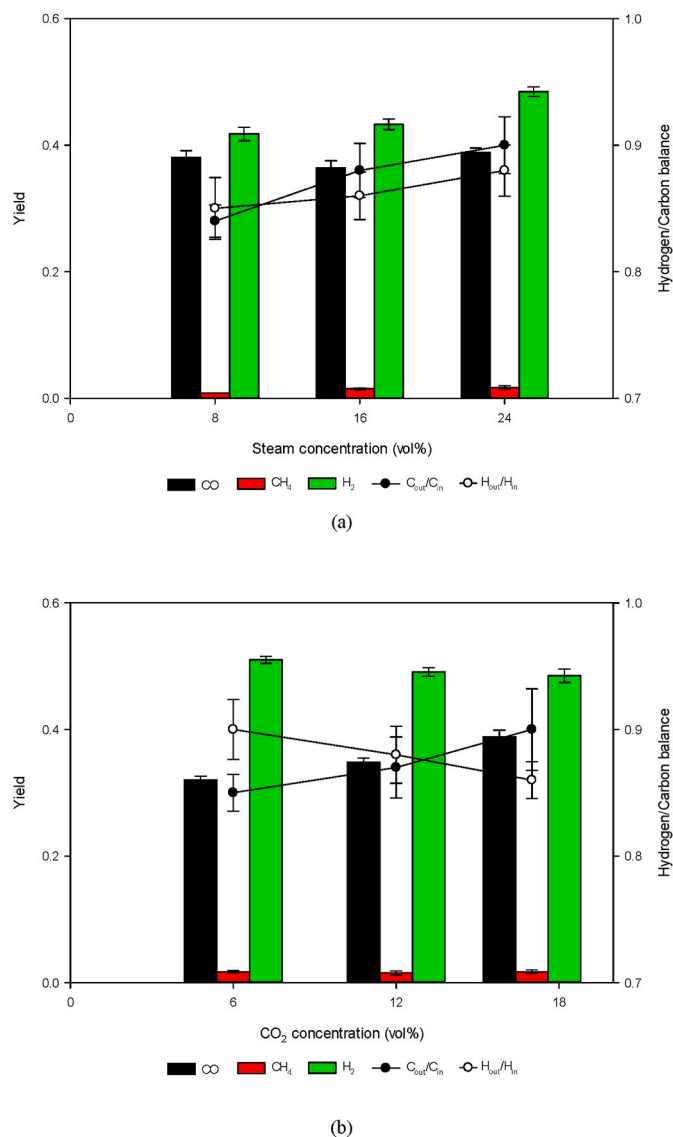 0.6
1.0
0.4
0.9
Yield
Hydrogen/Carbon balance
0.2
0.8
0.0
0.7
0
8
16
24
Steam concentration (vol%)
CO CH₄ H₂ Cout/Cin Hout/Hin
(a)
0.6
1.0
0.4
0.9
Yield
Hydrogen/Carbon balance
0.2
0.8
0.0
0.7
0
6
12
18
CO₂ concentration (vol%)
CO CH₄ H₂ Cout/Cin Hout/Hin
(b)